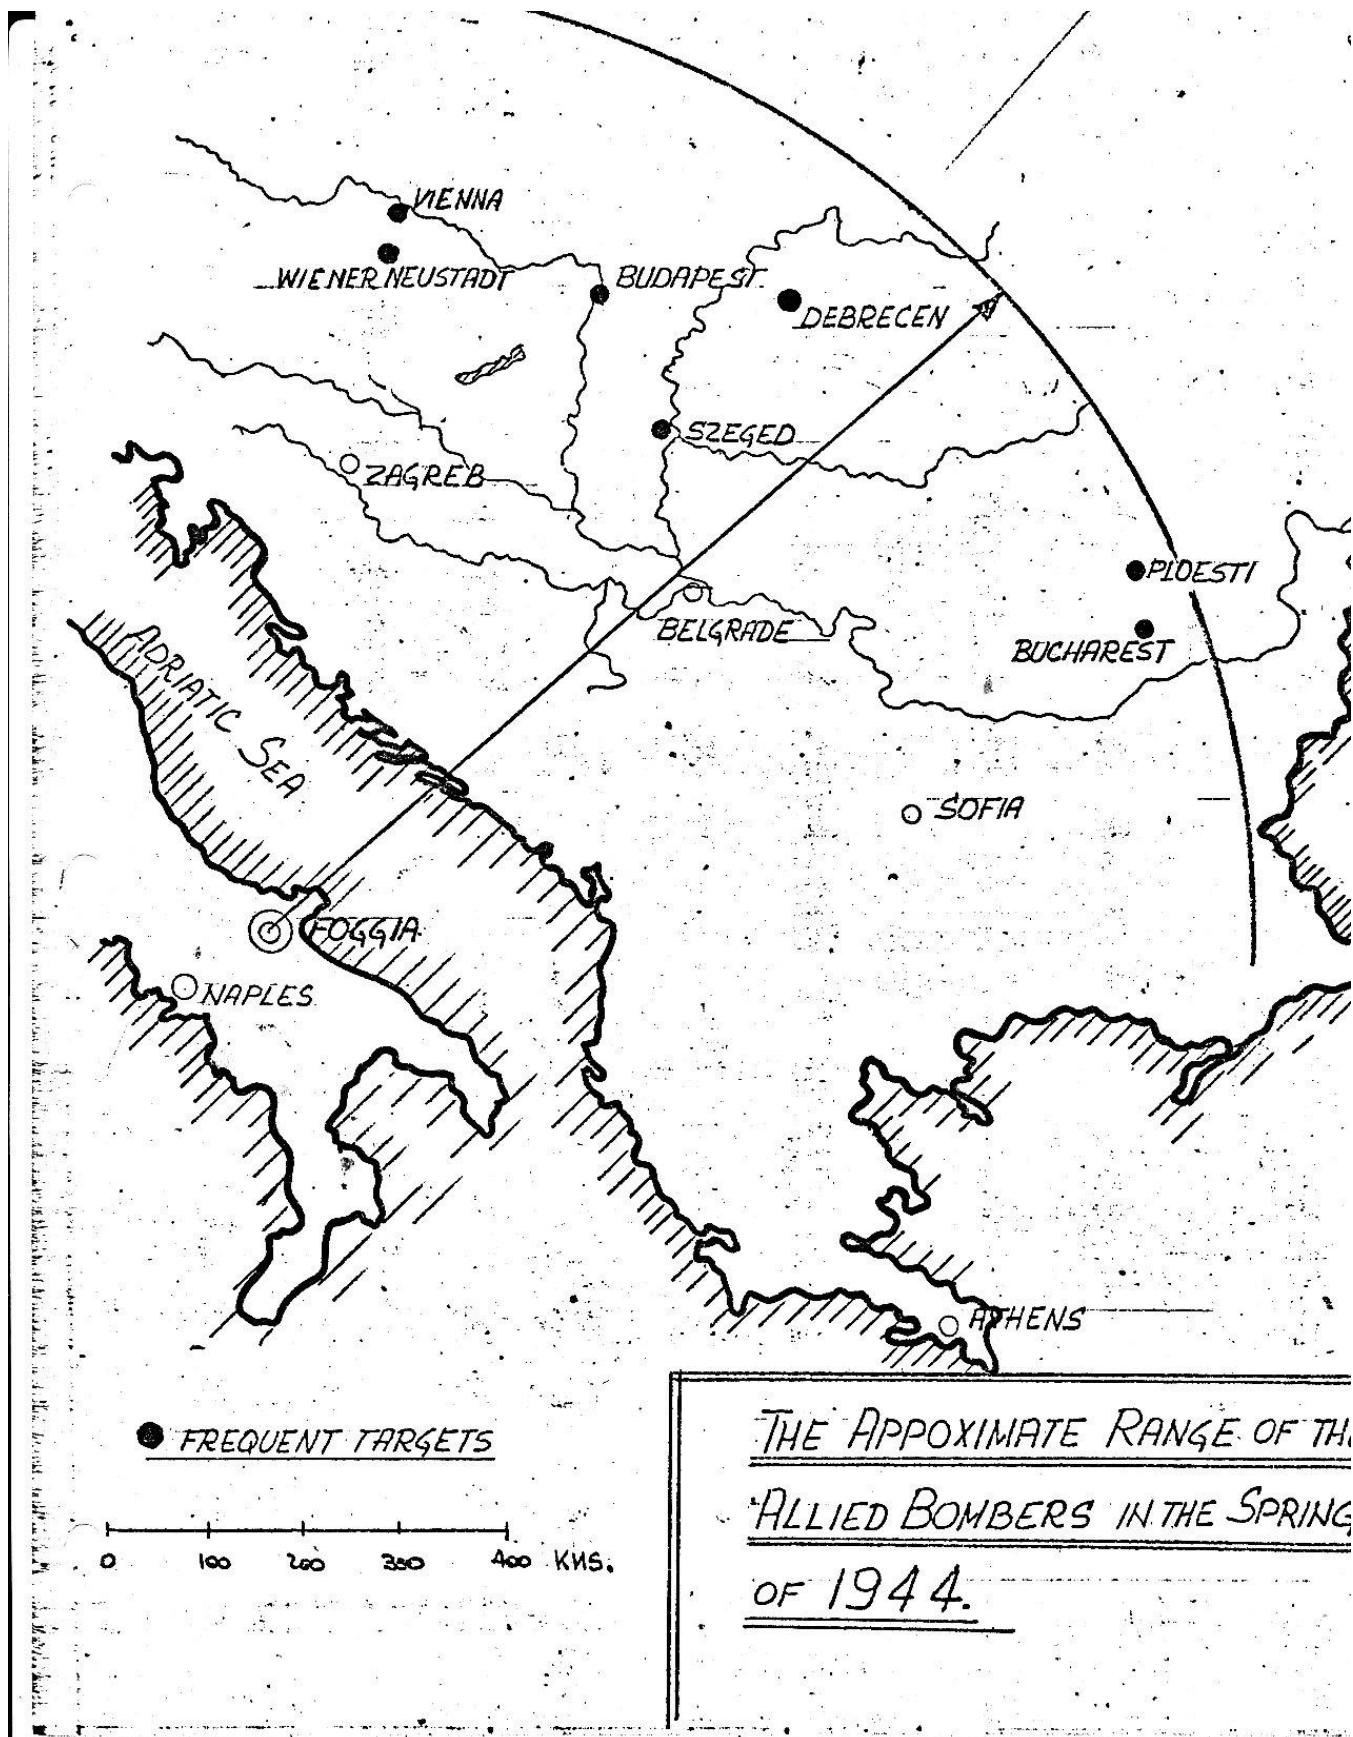 VIENNA
WIENER NEUSTADT
BUDAPEST
DEBRECEN
SZEGED
ZAGREB
PLOESTI
BELGRADE
BUCHAREST
ADRIATIC SEA
SOFIA
FOGGIA
NAPLES
ATHENS
FREQUENT TARGETS
0 100 200 300 400 KMS.
THE APPOXIMATE RANGE OF THE
ALLIED BOMBERS IN THE SPRING
OF 1944.